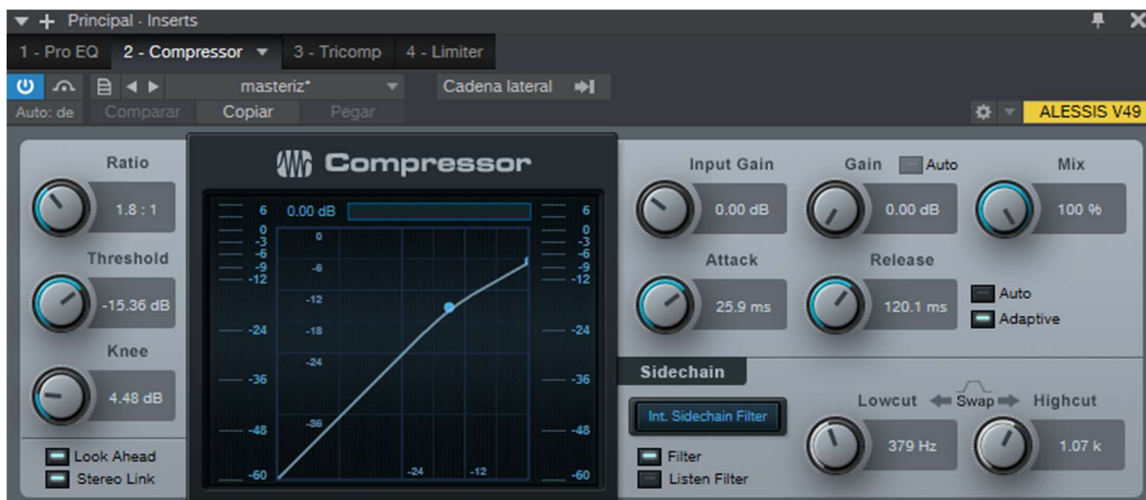 Principal - Inserts
1 - Pro EQ 2 - Compressor 3 - Tricomp 4 - Limiter
masteriz* Cadena lateral
Auto: de Comparar Copiar Pegar ALESSIS V49
Ratio
1.8 : 1
Threshold
-15.36 dB
Knee
4.48 dB
Look Ahead
Stereo Link
Compressor
6 0.00 dB 6
0 0 0
-3 -3
-6 -6
-9 -6 -9
-12 -12
-12
-24 -18 -24
-24
-36 -36
-36
-48 -48
-60 -24 -12 -60
Input Gain Gain Auto Mix
0.00 dB 0.00 dB 100 %
Attack Release
25.9 ms 120.1 ms
Auto
Adaptive
Sidechain
Int. Sidechain Filter
Filter
Listen Filter
Lowcut Swap Highcut
379 Hz 1.07 k